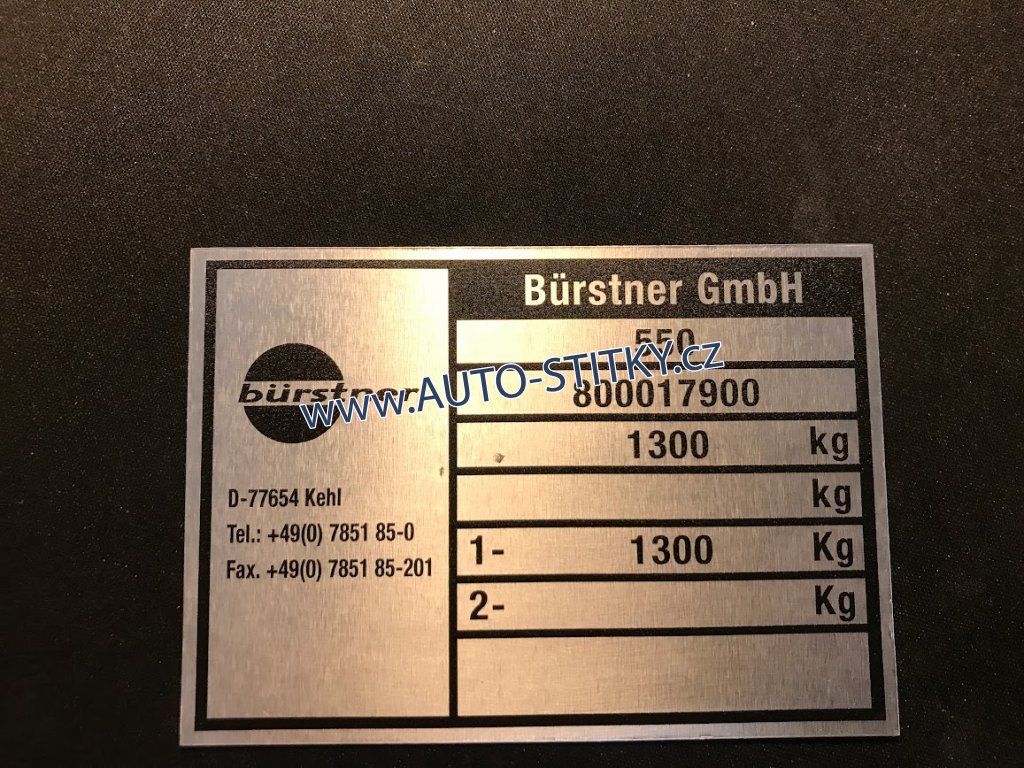 Bürstner GmbH
550
800017900
1300 kg
kg
1- 1300 Kg
2- Kg
bürstner
D-77654 Kehl
Tel.: +49(0) 7851 85-0
Fax. +49(0) 7851 85-201
www.AUTO-STITKY.cz